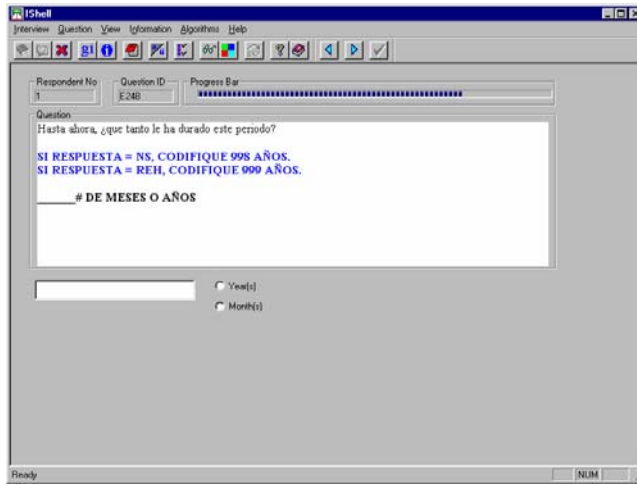 IShell
Interview Question View Information Algorithms Help
g1
Respondent No
Question ID
Progress Bar
1
E24B
Question
Hasta ahora, ¿que tanto le ha durado este periodo?
SI RESPUESTA = NS, CODIFIQUE 998 AÑOS.
SI RESPUESTA = REH, CODIFIQUE 999 AÑOS.
______# DE MESES O AÑOS
Year(s)
Month(s)
Ready
NUM